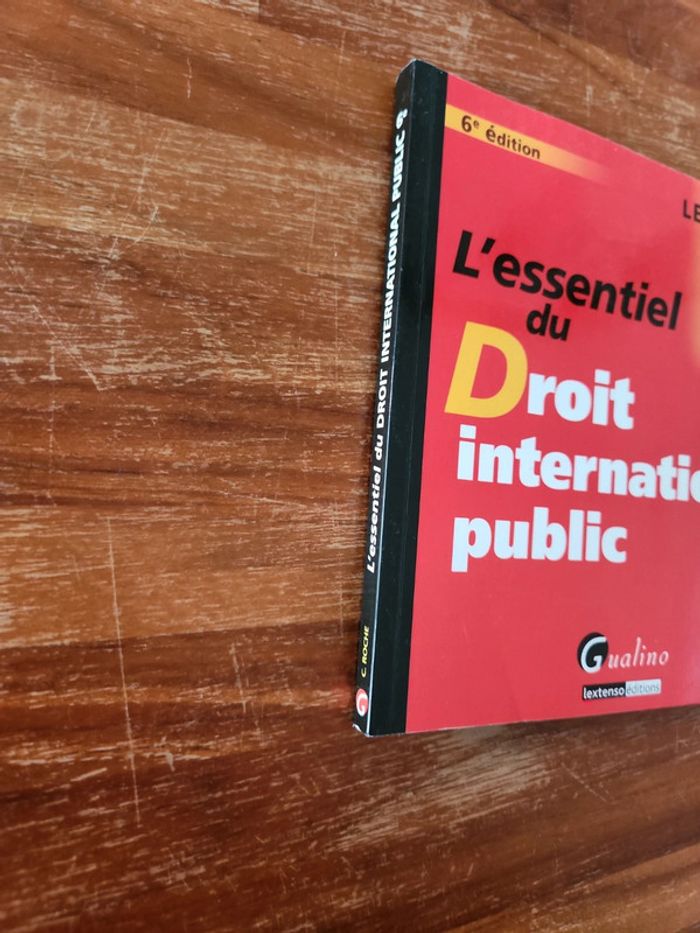 6e édition
LE
L'essentiel
du
Droit
internatio
public
Gualino
lextenso éditions
L'essentiel du DROIT INTERNATIONAL PUBLIC
C. ROCHE
G